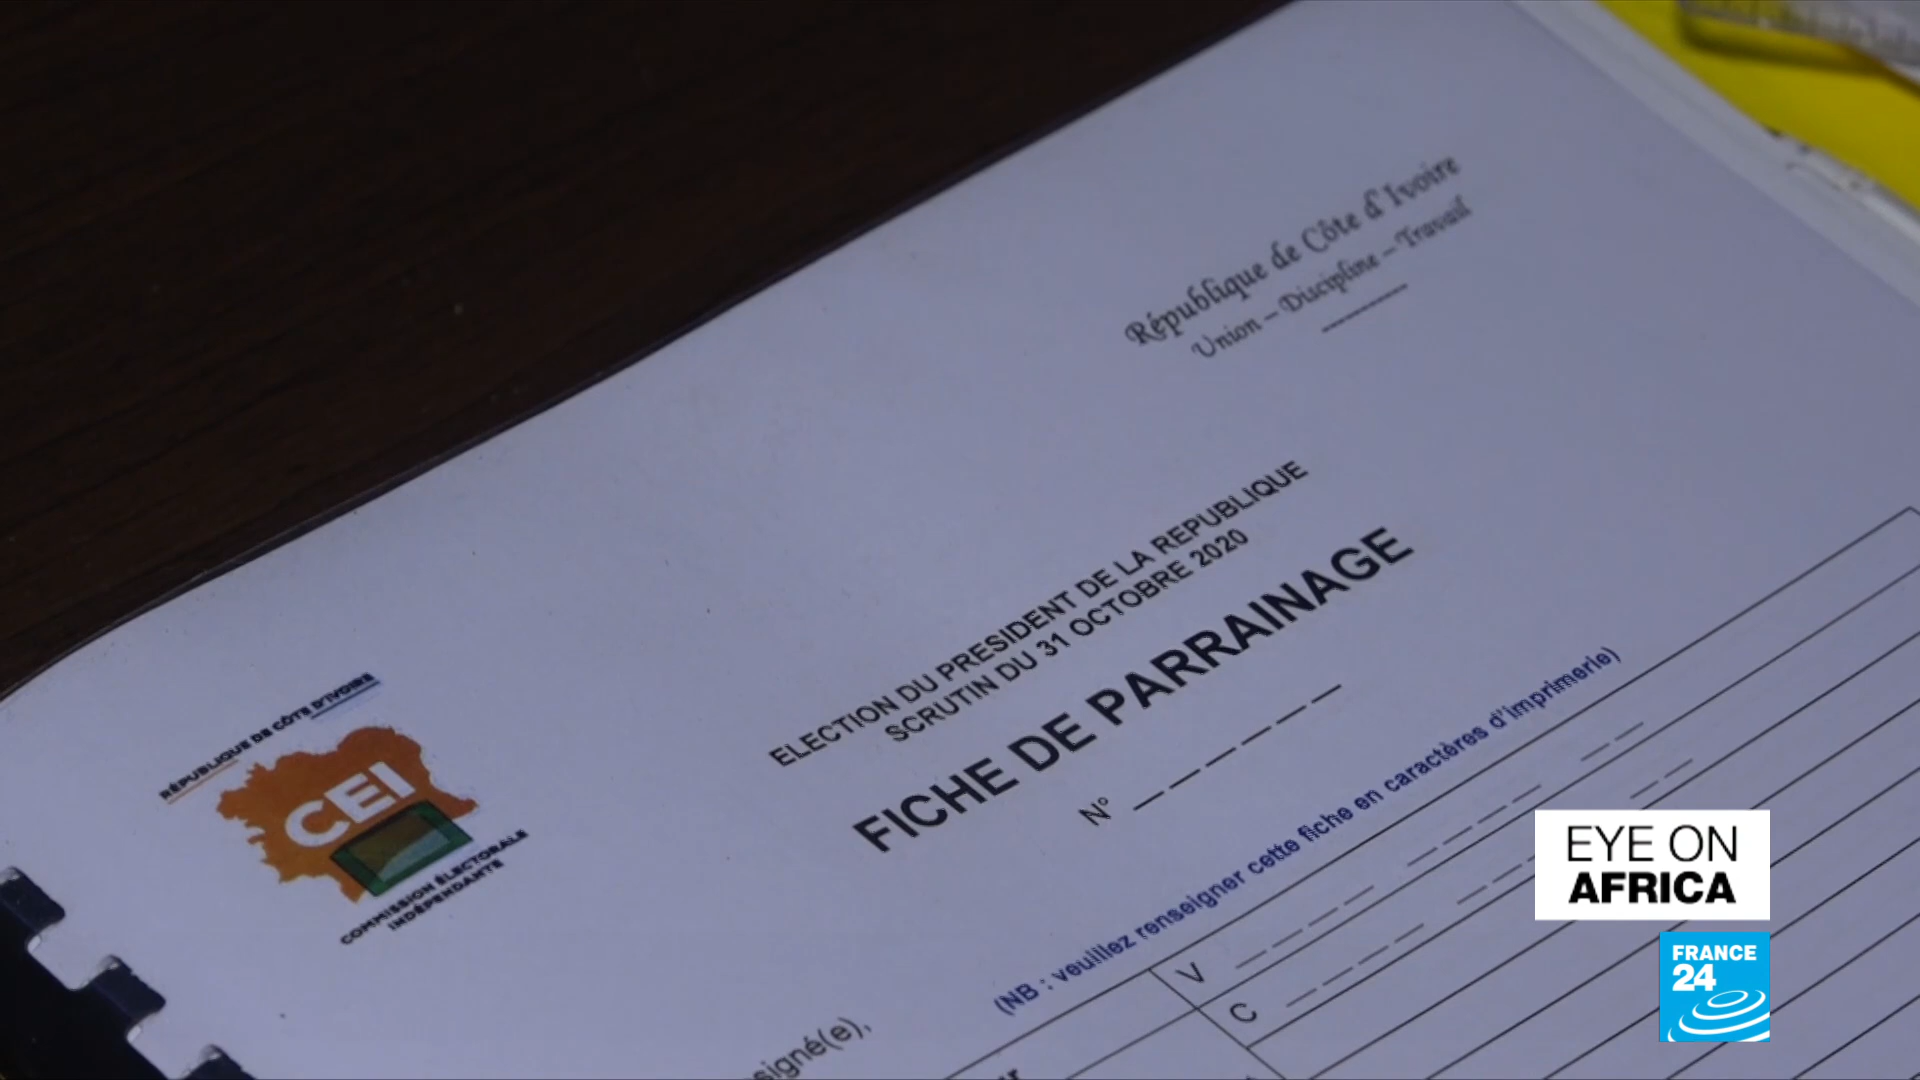 République de Côte d'Ivoire
Union – Discipline – Travail
ELECTION DU PRESIDENT DE LA REPUBLIQUE
SCRUTIN DU 31 OCTOBRE 2020
FICHE DE PARRAINAGE
N°
(NB : veuillez renseigner cette fiche en caractères d'imprimerie)
RÉPUBLIQUE DE CÔTE D'IVOIRE
CEI
COMMISSION ÉLECTORALE
INDÉPENDANTE
V
C
signé(e),
EYE ON
AFRICA
FRANCE
24